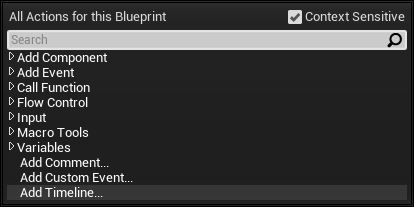 All Actions for this Blueprint Context Sensitive
Search
Add Component
Add Event
Call Function
Flow Control
Input
Macro Tools
Variables
Add Comment...
Add Custom Event...
Add Timeline...